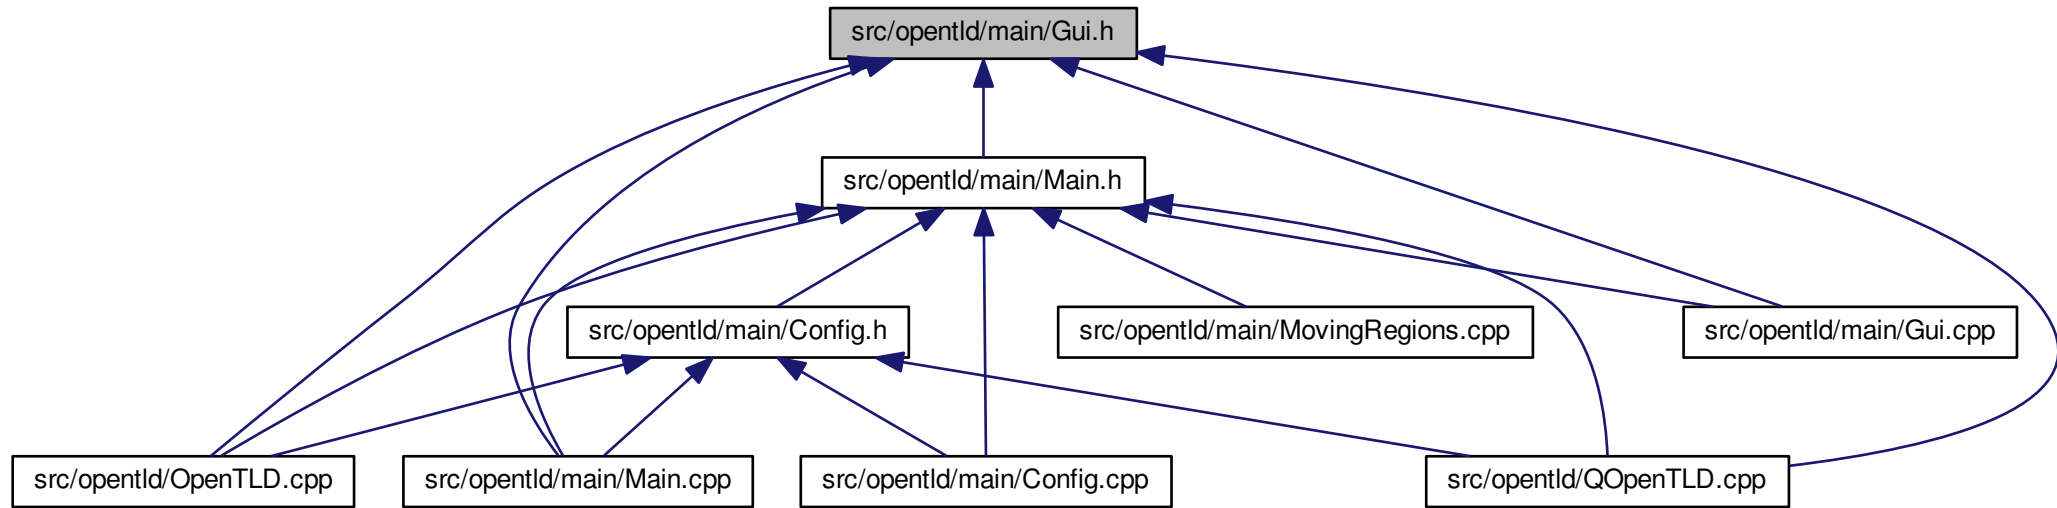 src/opentld/main/Gui.h
src/opentld/main/Main.h
src/opentld/main/Config.h
src/opentld/main/MovingRegions.cpp
src/opentld/main/Gui.cpp
src/opentld/OpenTLD.cpp
src/opentld/main/Main.cpp
src/opentld/main/Config.cpp
src/opentld/QOpenTLD.cpp